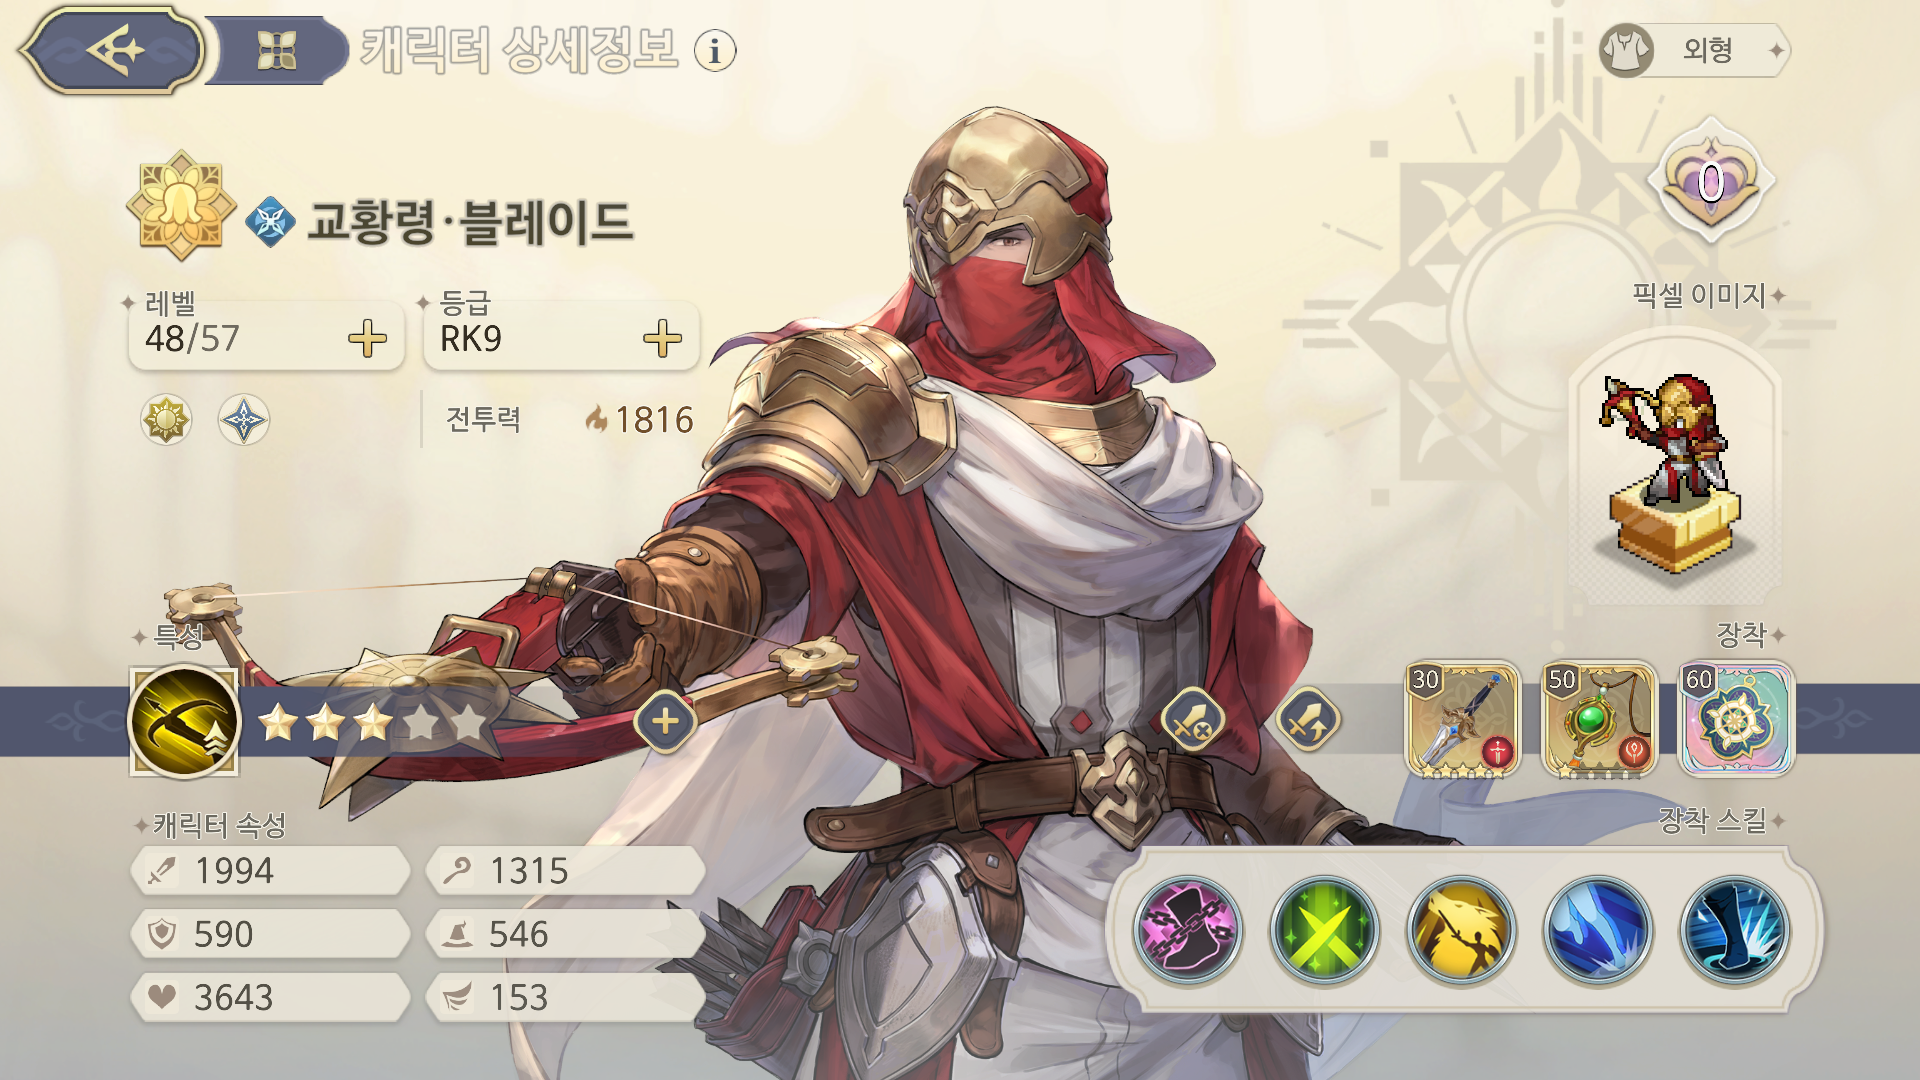 캐릭터 상세정보 i
외형
0
교황령·블레이드
레벨
48/57
등급
RK9
픽셀 이미지
전투력 1816
특성
장착
30 50 60
캐릭터 속성
장착 스킬
1994 1315
590 546
3643 153